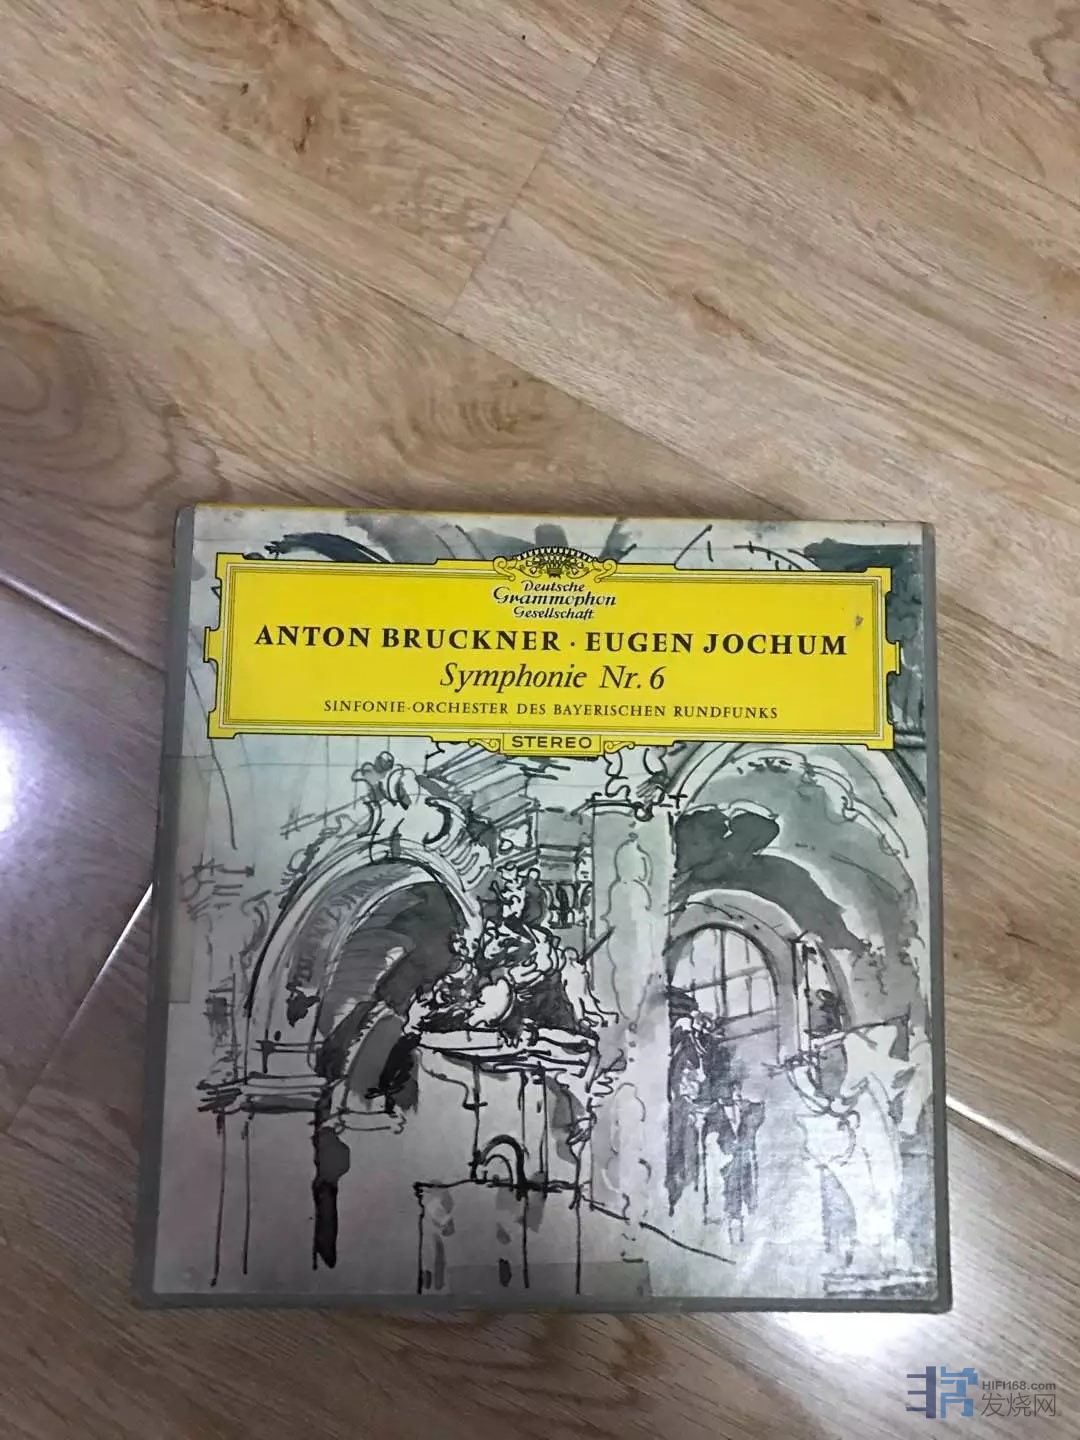 Deutsche
Grammophon
Gesellschaft
ANTON BRUCKNER · EUGEN JOCHUM
Symphonie Nr. 6
SINFONIE-ORCHESTER DES BAYERISCHEN RUNDFUNKS
STEREO
HIFI168.com
发烧网